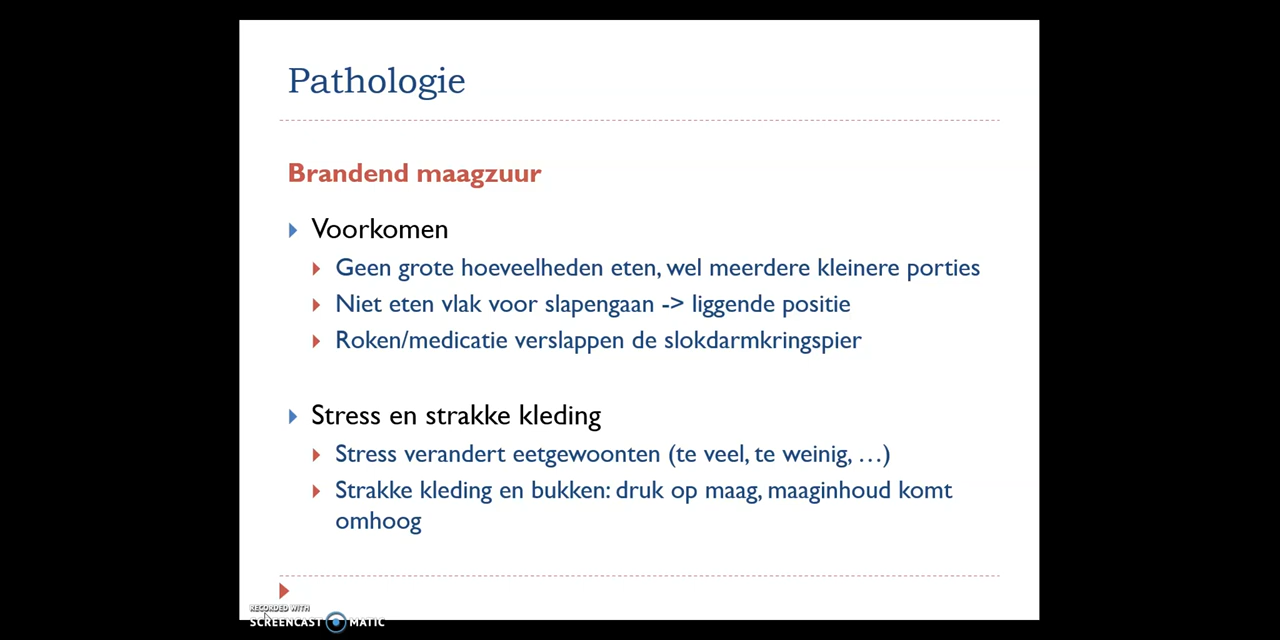 Pathologie
Brandend maagzuur
Voorkomen
Geen grote hoeveelheden eten, wel meerdere kleinere porties
Niet eten vlak voor slapengaan -> liggende positie
Roken/medicatie verslappen de slokdarmkringspier
Stress en strakke kleding
Stress verandert eetgewoonten (te veel, te weinig, …)
Strakke kleding en bukken: druk op maag, maaginhoud komt
omhoog
RECORDED WITH
SCREENCAST MATIC